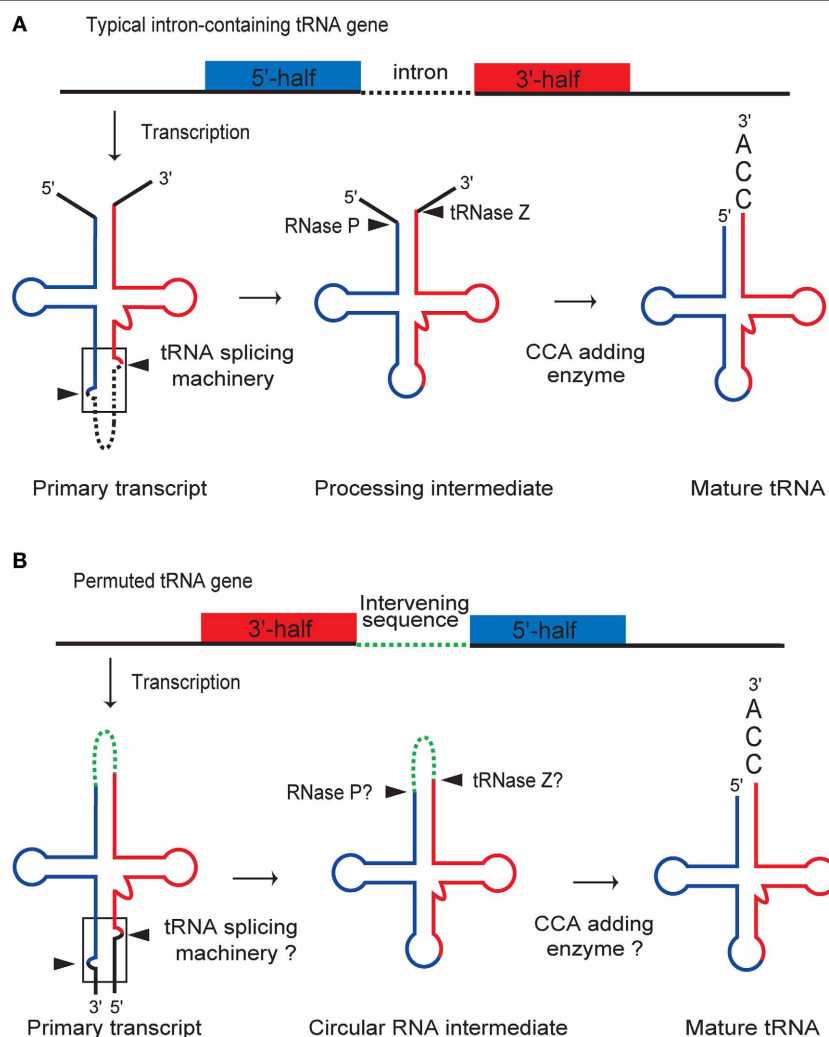 A
Typical intron-containing tRNA gene
5'-half
intron
3'-half
Transcription
5'
3'
tRNA splicing
machinery
5'
3'
RNase P
tRNase Z
CCA adding
enzyme
3'
A
C
C
5'
Primary transcript
Processing intermediate
Mature tRNA
B
Permuted tRNA gene
3'-half
Intervening
sequence
5'-half
Transcription
tRNA splicing
machinery ?
3'
5'
RNase P?
tRNase Z?
CCA adding
enzyme ?
3'
A
C
C
5'
Primary transcript
Circular RNA intermediate
Mature tRNA